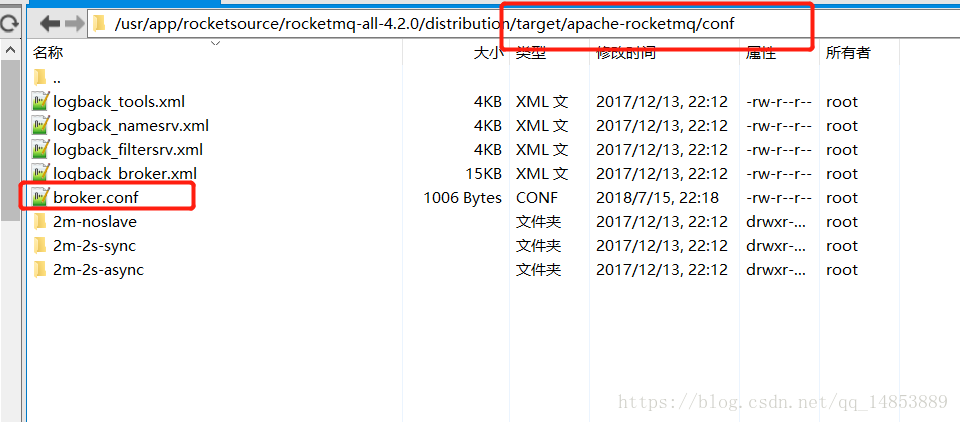 /usr/app/rocketsource/rocketmq-all-4.2.0/distribution/target/apache-rocketmq/conf
名称 大小 类型 修改时间 属性 所有者
..
logback_tools.xml 4KB XML 文 2017/12/13, 22:12 -rw-r--r-- root
logback_namesrv.xml 4KB XML 文 2017/12/13, 22:12 -rw-r--r-- root
logback_filtersrv.xml 4KB XML 文 2017/12/13, 22:12 -rw-r--r-- root
logback_broker.xml 15KB XML 文 2017/12/13, 22:12 -rw-r--r-- root
broker.conf 1006 Bytes CONF 2018/7/15, 22:18 -rw-r--r-- root
2m-noslave 文件夹 2017/12/13, 22:12 drwxr-... root
2m-2s-sync 文件夹 2017/12/13, 22:12 drwxr-... root
2m-2s-async 文件夹 2017/12/13, 22:12 drwxr-... root
https://blog.csdn.net/qq_14853889